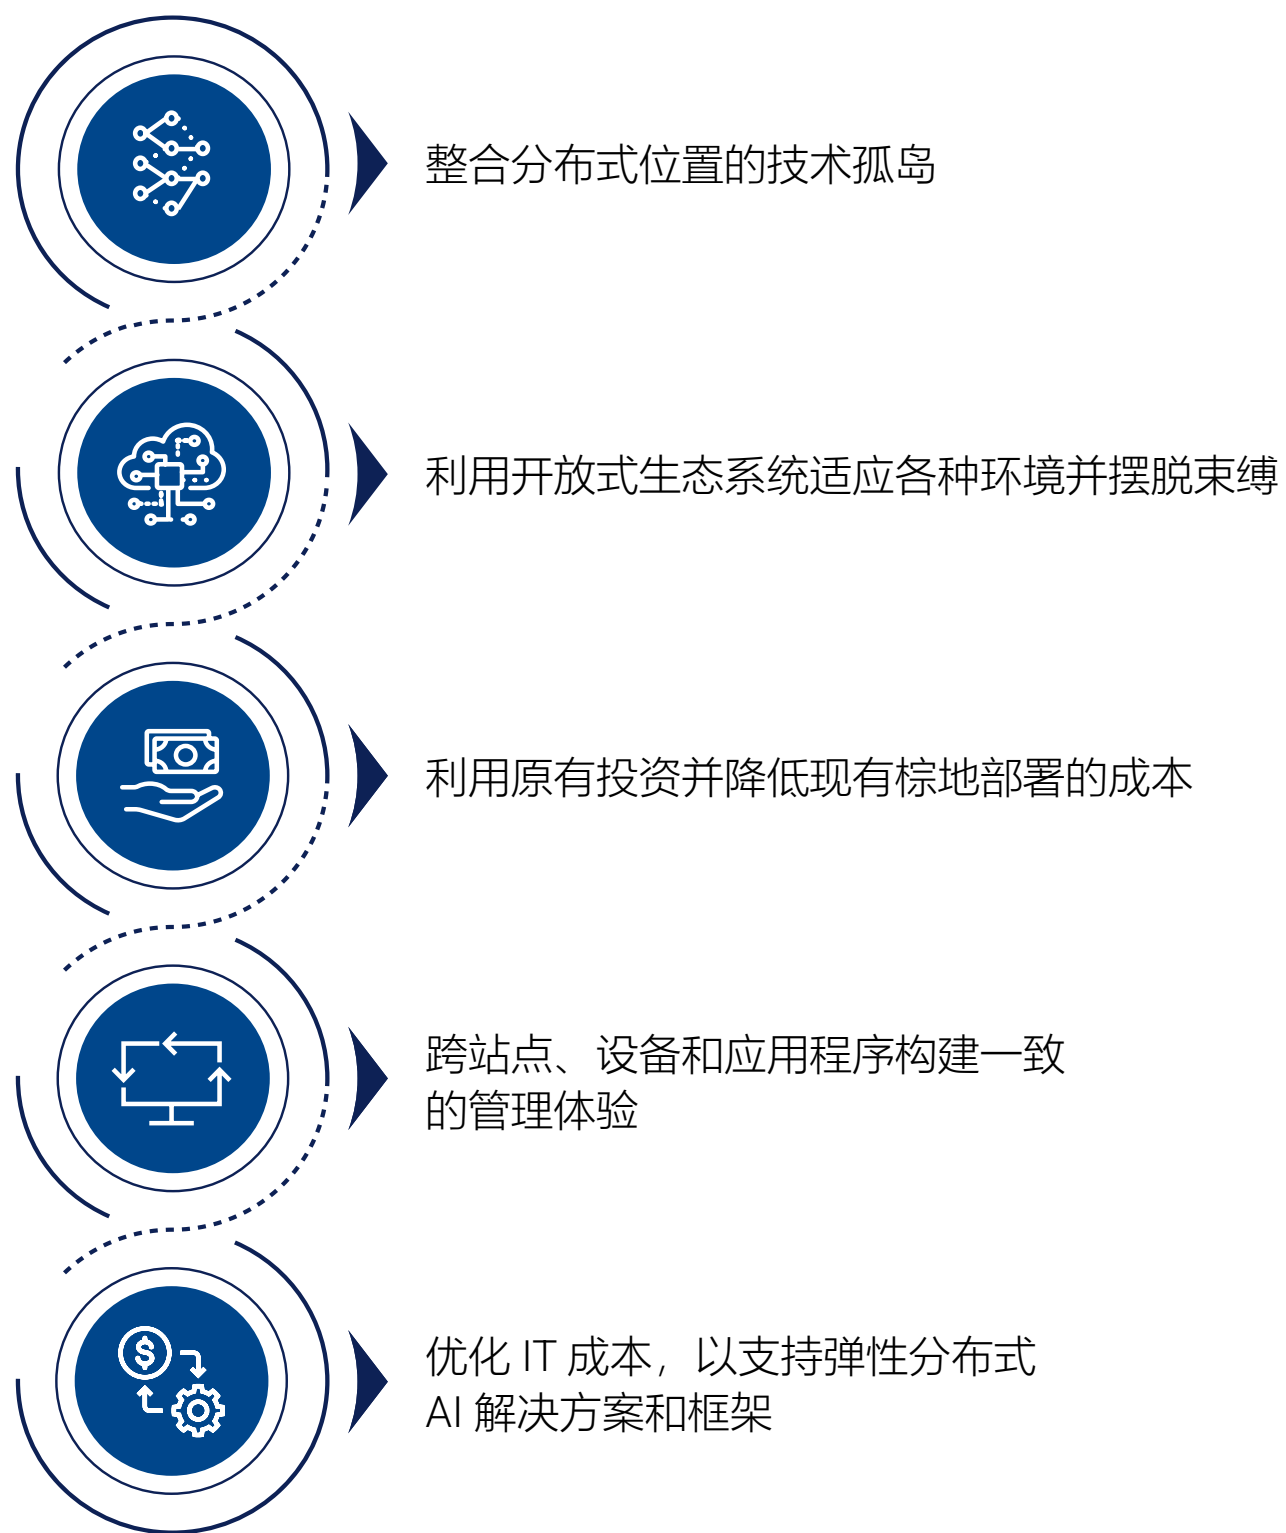 整合分布式位置的技术孤岛
利用开放式生态系统适应各种环境并摆脱束缚
利用原有投资并降低现有棕地部署的成本
跨站点、设备和应用程序构建一致
的管理体验
优化 IT 成本，以支持弹性分布式
AI 解决方案和框架